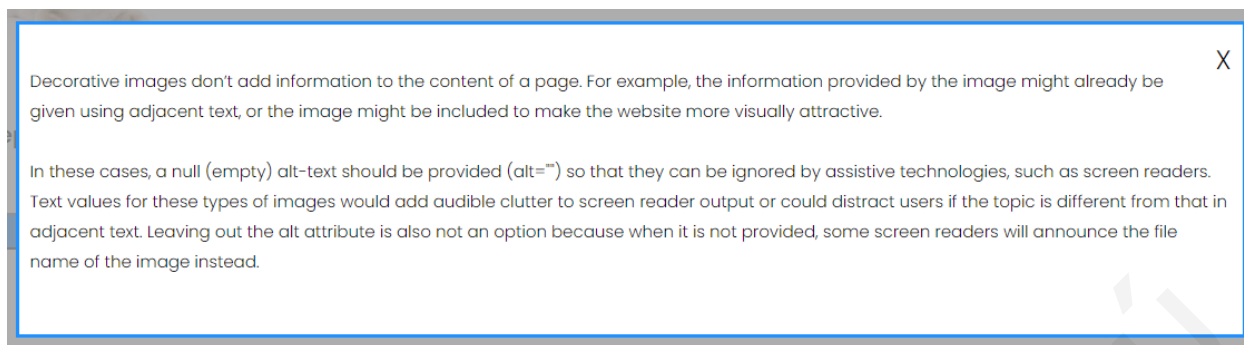 X
Decorative images don't add information to the content of a page. For example, the information provided by the image might already be
given using adjacent text, or the image might be included to make the website more visually attractive.
In these cases, a null (empty) alt-text should be provided (alt="") so that they can be ignored by assistive technologies, such as screen readers.
Text values for these types of images would add audible clutter to screen reader output or could distract users if the topic is different from that in
adjacent text. Leaving out the alt attribute is also not an option because when it is not provided, some screen readers will announce the file
name of the image instead.